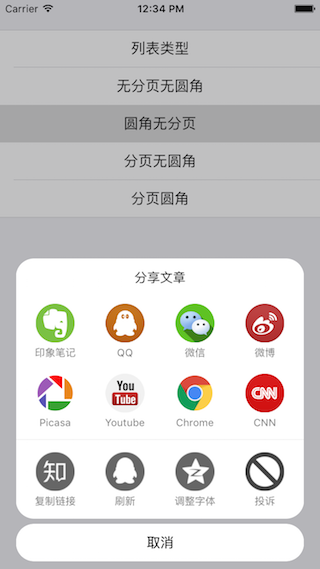 Carrier 12:34 PM
列表类型
无分页无圆角
圆角无分页
分页无圆角
分页圆角
分享文章
印象笔记 QQ 微信 微博
You Tube CNN
Picasa Youtube Chrome CNN
知
复制链接 刷新 调整字体 投诉
取消